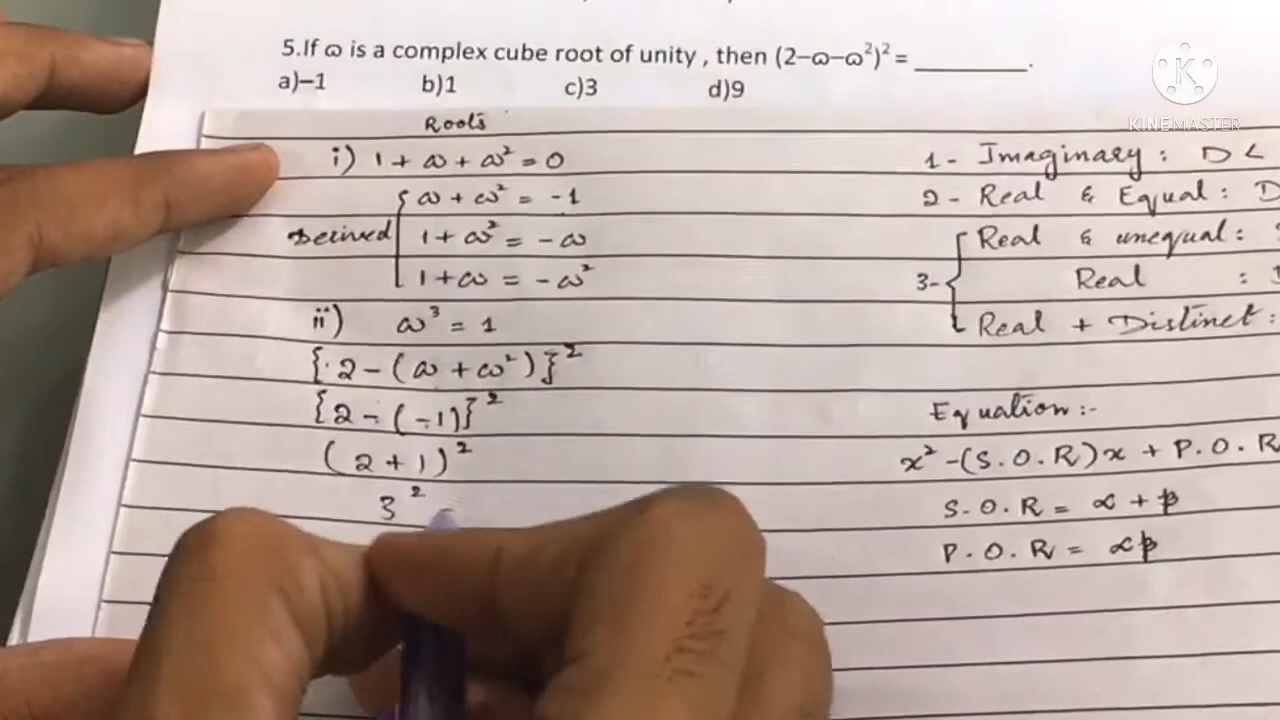 5.If ω is a complex cube root of unity , then (2–ω–ω²)² = ________.
a)–1 b)1 c)3 d)9
KINEMASTER
Roots
i) 1 + ω + ω² = 0
ω + ω² = -1
Derived
1 + ω² = - ω
1 + ω = - ω²
ii) ω³ = 1
{2 - (ω + ω²)}²
{2 - (-1)}²
(2 + 1)²
3²
1 - Imaginary : D <
2 - Real & Equal : D
Real & unequal :
3 - Real :
Real + Distinct :
Equation :-
x² - (S.O.R)x + P.O.R
S.O.R = α + β
P.O.R = αβ